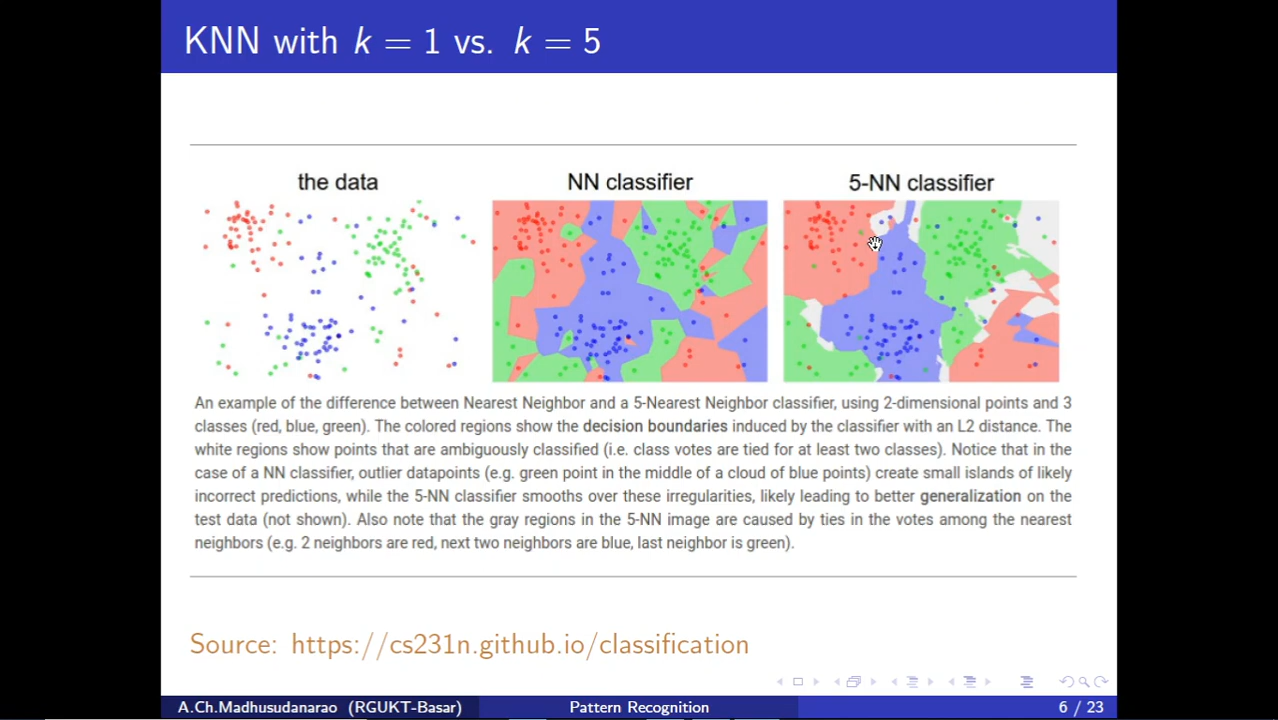 KNN with k = 1 vs. k = 5
the data
NN classifier
5-NN classifier
An example of the difference between Nearest Neighbor and a 5-Nearest Neighbor classifier, using 2-dimensional points and 3
classes (red, blue, green). The colored regions show the decision boundaries induced by the classifier with an L2 distance. The
white regions show points that are ambiguously classified (i.e. class votes are tied for at least two classes). Notice that in the
case of a NN classifier, outlier datapoints (e.g. green point in the middle of a cloud of blue points) create small islands of likely
incorrect predictions, while the 5-NN classifier smooths over these irregularities, likely leading to better generalization on the
test data (not shown). Also note that the gray regions in the 5-NN image are caused by ties in the votes among the nearest
neighbors (e.g. 2 neighbors are red, next two neighbors are blue, last neighbor is green).
Source: https://cs231n.github.io/classification
A.Ch.Madhusudanarao (RGUKT-Basar)
Pattern Recognition
6 / 23